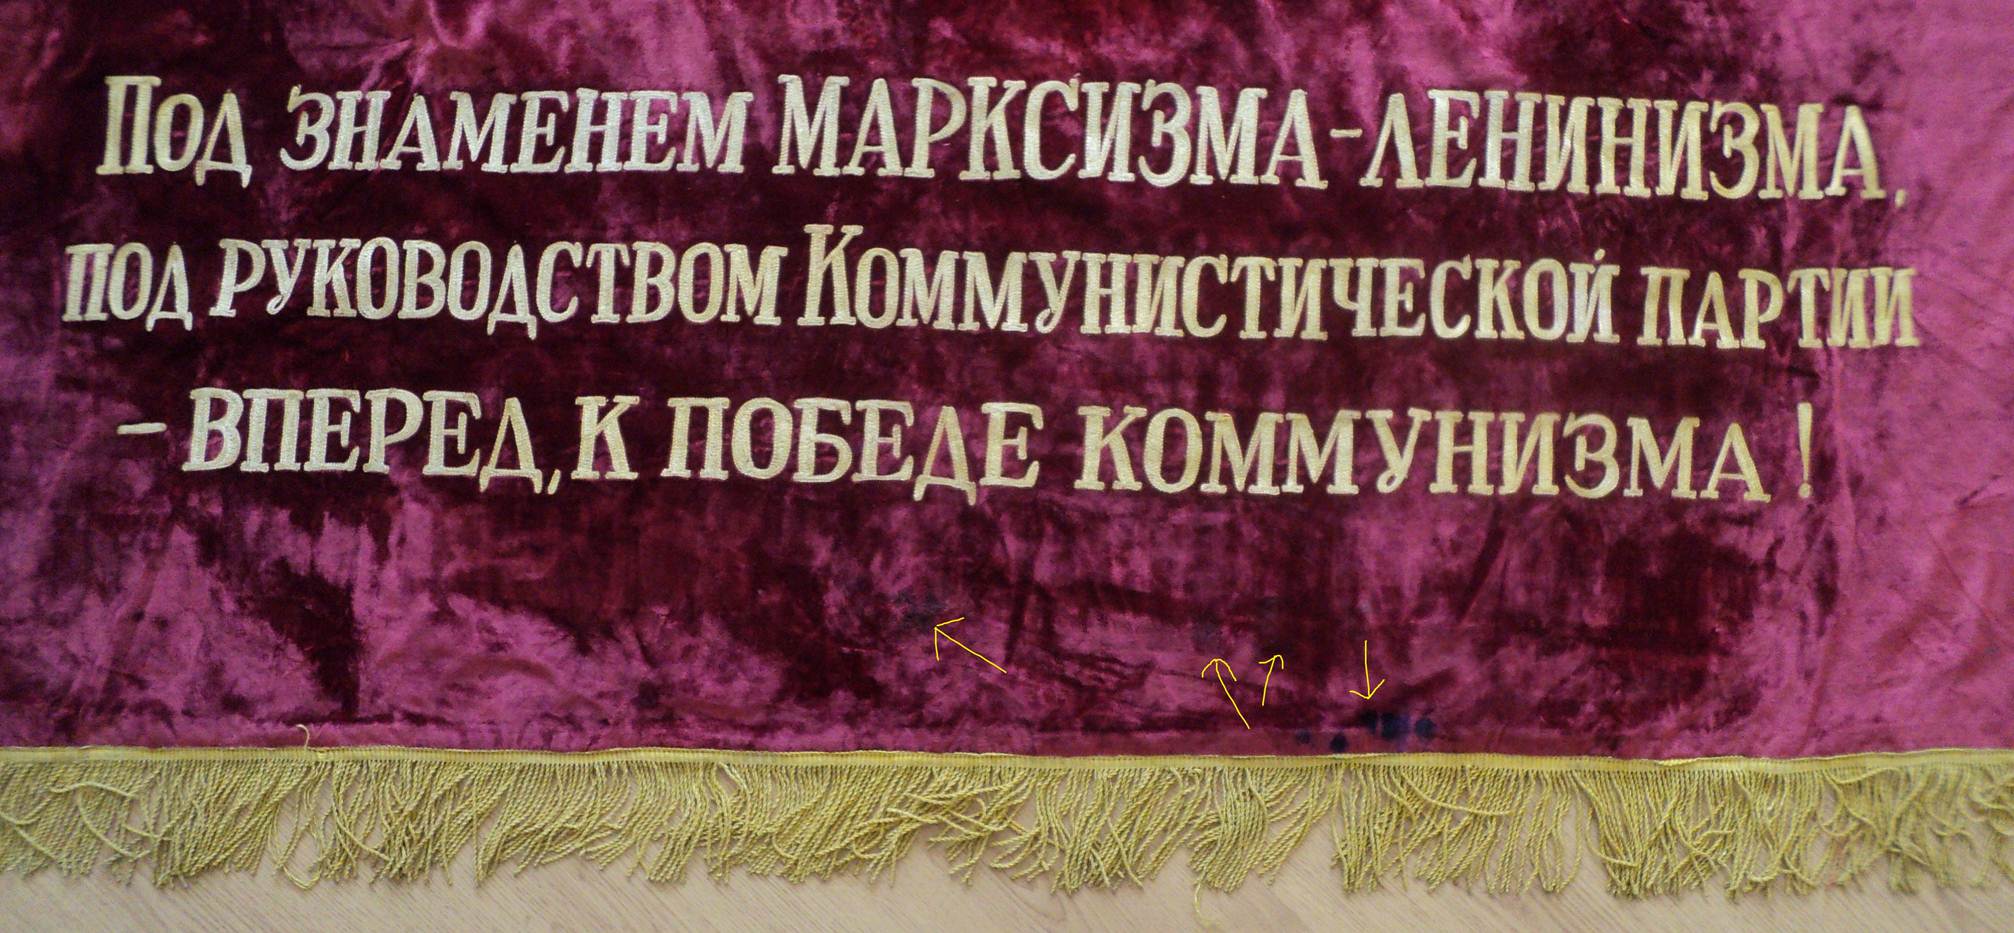 Под знаменем марксизма-ленинизма,
под руководством Коммунистической партии
– вперед, к победе коммунизма!